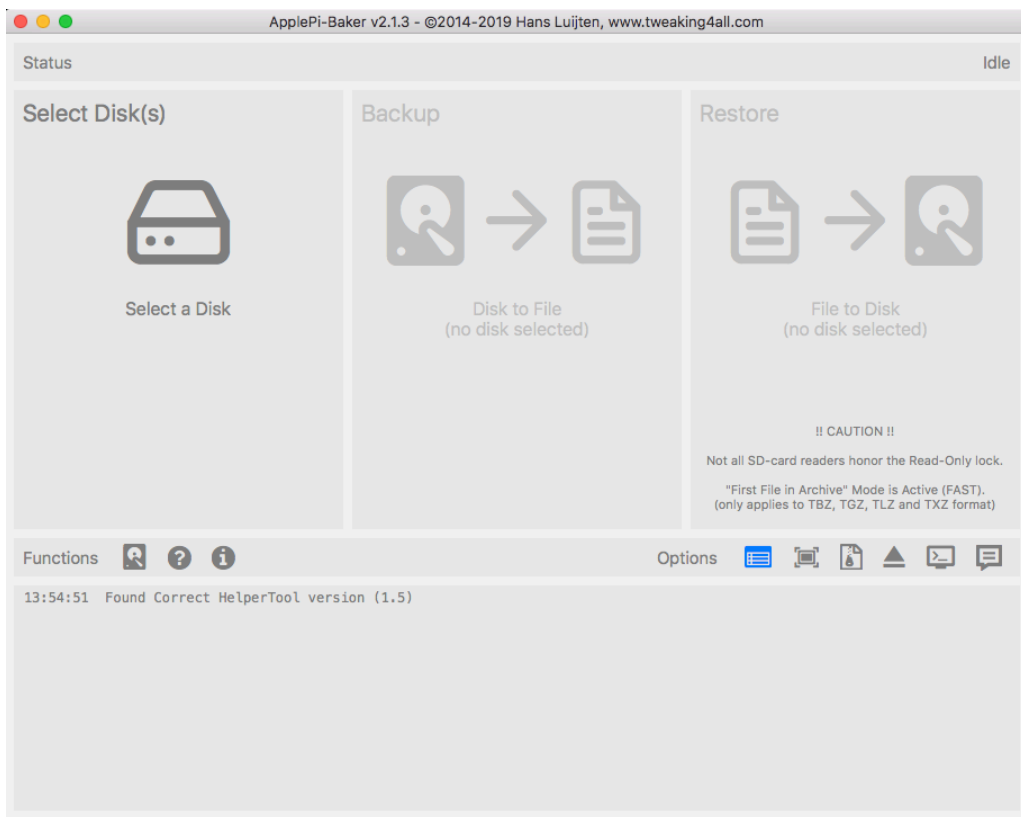 ApplePi-Baker v2.1.3 - ©2014-2019 Hans Luijten, www.tweaking4all.com
Status
Idle
Select Disk(s)
Select a Disk
Backup
Disk to File
(no disk selected)
Restore
File to Disk
(no disk selected)
!! CAUTION !!
Not all SD-card readers honor the Read-Only lock.
"First File in Archive" Mode is Active (FAST).
(only applies to TBZ, TGZ, TLZ and TXZ format)
Functions
Options
13:54:51  Found Correct HelperTool version (1.5)